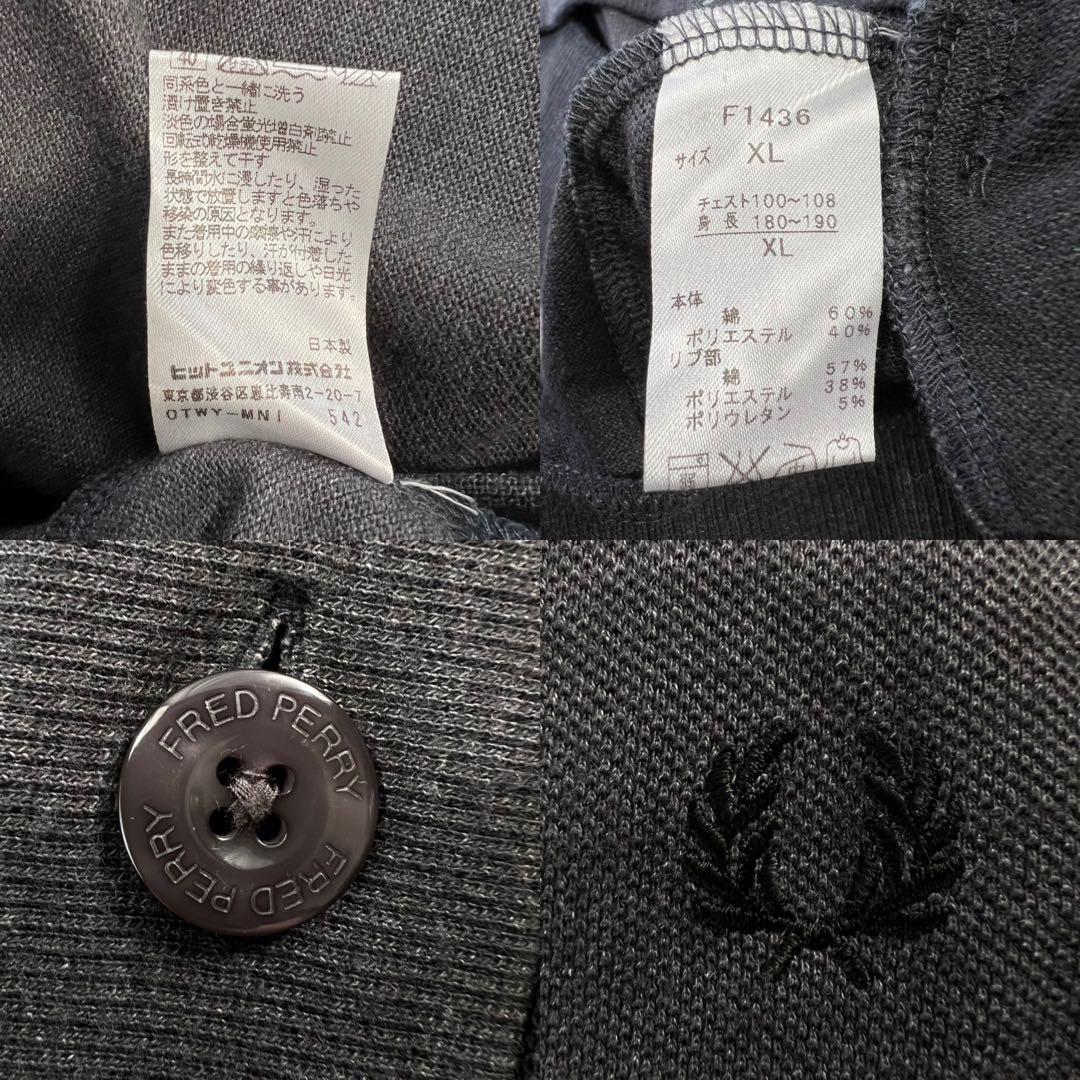 40
同系色と一緒に洗う
漬け置き禁止
淡色の場合蛍光増白剤禁止
回転式乾燥機使用禁止
形を整えて干す
長時間水に浸したり、湿った
状態で放置しますと色落ちや
移染の原因となります。
また着用中の摩擦や汗により
色移りしたり、汗が付着した
ままの着用の繰り返しや日光
により変色する事があります。
日本製
ヒットユニオン株式会社
東京都渋谷区恵比寿南2-20-7
OTWY-MNI 542
F1436
サイズ XL
チェスト100~108
身長 180~190
XL
本体
綿 60%
ポリエステル 40%
リブ部
綿 57%
ポリエステル 38%
ポリウレタン 5%
FRED PERRY
FRED PERRY